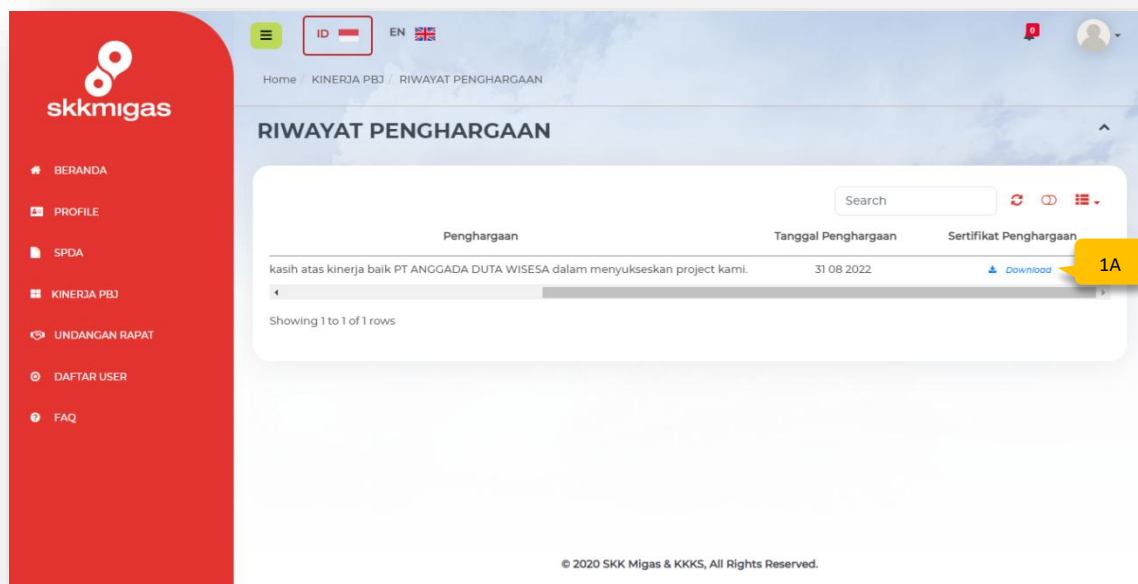 skkmigas
ID
EN
0
Home / KINERJA PBJ / RIWAYAT PENGHARGAAN
RIWAYAT PENGHARGAAN
BERANDA
PROFILE
SPDA
KINERJA PBJ
UNDANGAN RAPAT
DAFTAR USER
FAQ
Search
Penghargaan Tanggal Penghargaan Sertifikat Penghargaan
kasih atas kinerja baik PT ANGGADA DUTA WISESA dalam menyukseskan project kami. 31 08 2022 Download
1A
Showing 1 to 1 of 1 rows
© 2020 SKK Migas & KKKS, All Rights Reserved.